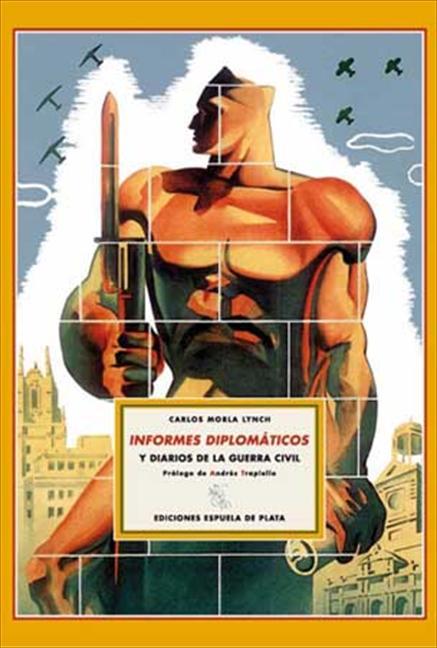 CARLOS MORLA LYNCH
INFORMES DIPLOMÁTICOS
Y DIARIOS DE LA GUERRA CIVIL
Prólogo de Andrés Trapiello
EDICIONES ESPUELA DE PLATA